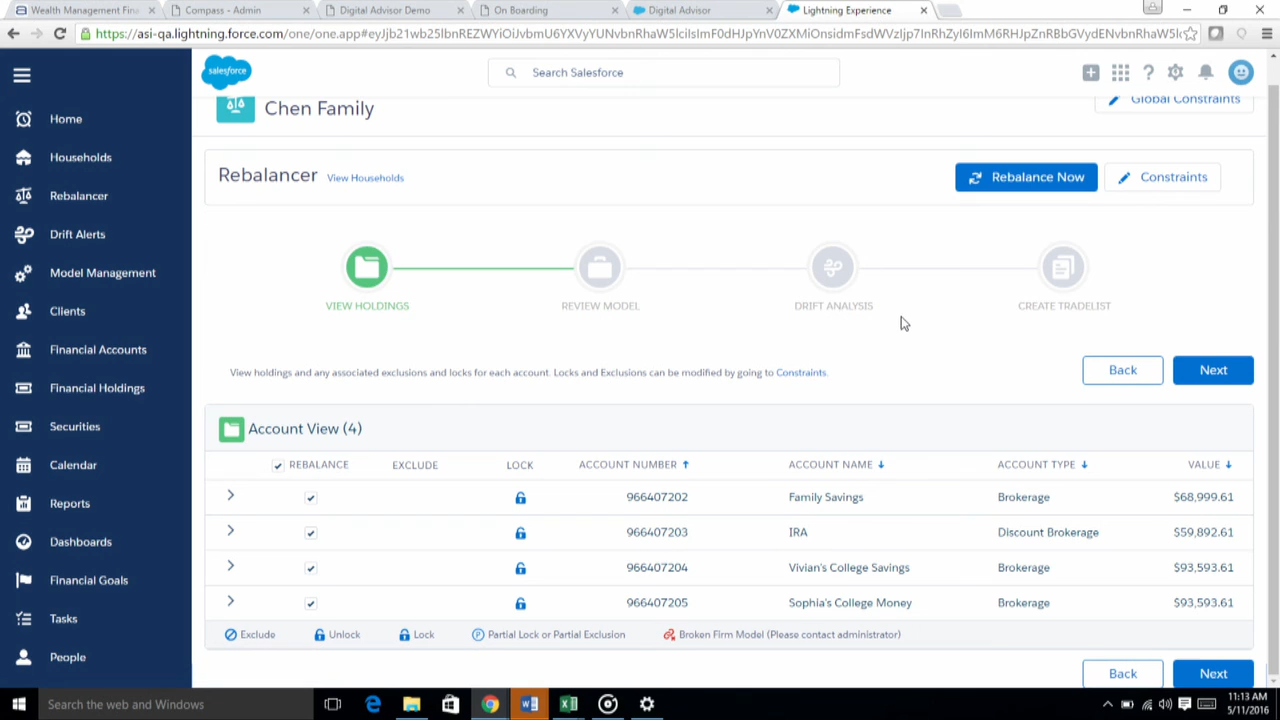 Wealth Management Fina
Compass - Admin
Digital Advisor Demo
On Boarding
Digital Advisor
Lightning Experience
salesforce
Search Salesforce
Chen Family
Global Constraints
Home
Households
Rebalancer
Drift Alerts
Model Management
Clients
Financial Accounts
Financial Holdings
Securities
Calendar
Reports
Dashboards
Financial Goals
Tasks
People
Rebalancer View Households
Rebalance Now
Constraints
VIEW HOLDINGS
REVIEW MODEL
DRIFT ANALYSIS
CREATE TRADELIST
View holdings and any associated exclusions and locks for each account. Locks and Exclusions can be modified by going to Constraints.
Back
Next
Account View (4)
REBALANCE EXCLUDE LOCK ACCOUNT NUMBER ACCOUNT NAME ACCOUNT TYPE VALUE
966407202 Family Savings Brokerage $68,999.61
966407203 IRA Discount Brokerage $59,892.61
966407204 Vivian's College Savings Brokerage $93,593.61
966407205 Sophia's College Money Brokerage $93,593.61
Exclude Unlock Lock Partial Lock or Partial Exclusion Broken Firm Model (Please contact administrator)
Back
Next
Search the web and Windows
11:13 AM
5/11/2016